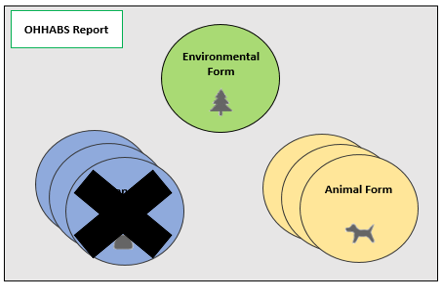 OHHABS Report
Environmental
Form
Animal Form